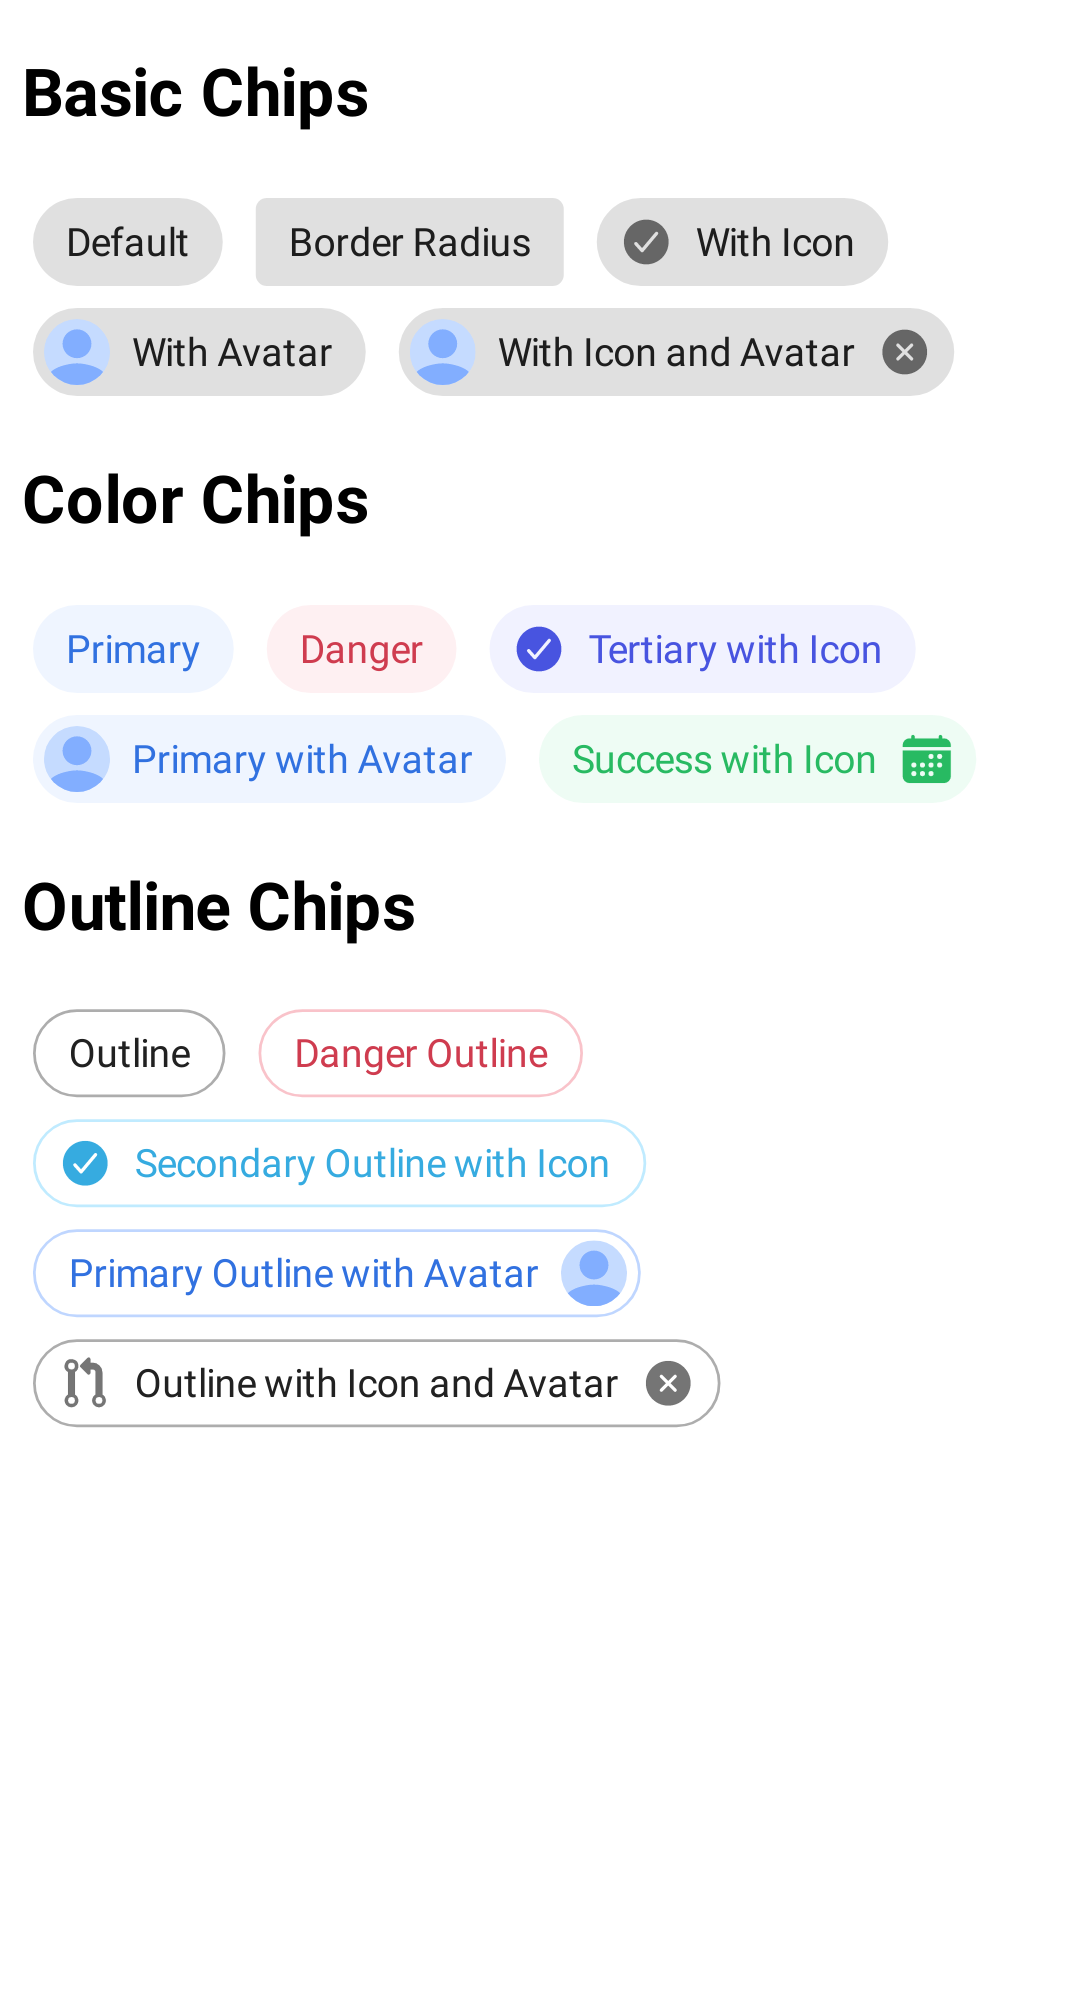 Basic Chips
Default Border Radius With Icon
With Avatar With Icon and Avatar
Color Chips
Primary Danger Tertiary with Icon
Primary with Avatar Success with Icon
Outline Chips
Outline Danger Outline
Secondary Outline with Icon
Primary Outline with Avatar
Outline with Icon and Avatar